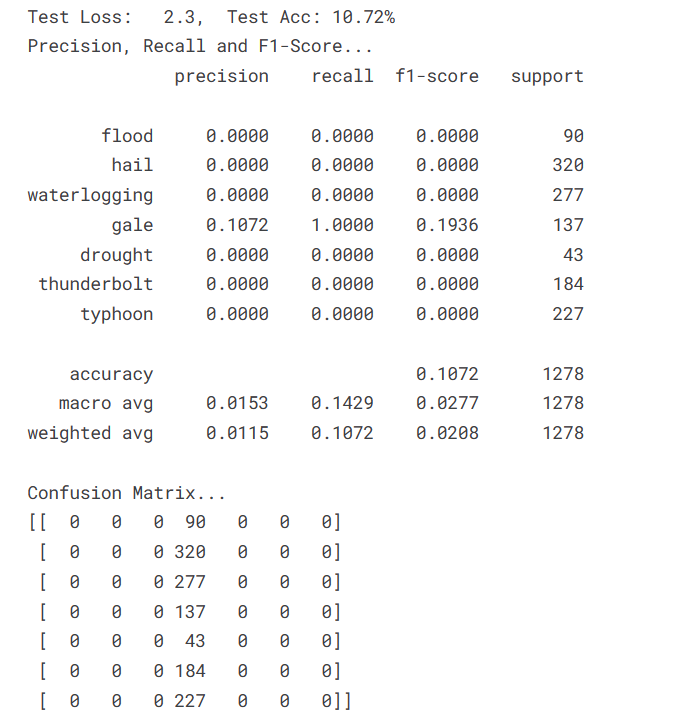 Test Loss:   2.3,  Test Acc: 10.72%
Precision, Recall and F1-Score...
              precision    recall  f1-score   support

       flood     0.0000    0.0000    0.0000        90
        hail     0.0000    0.0000    0.0000       320
waterlogging     0.0000    0.0000    0.0000       277
        gale     0.1072    1.0000    0.1936       137
     drought     0.0000    0.0000    0.0000        43
 thunderbolt     0.0000    0.0000    0.0000       184
     typhoon     0.0000    0.0000    0.0000       227

    accuracy                         0.1072      1278
   macro avg     0.0153    0.1429    0.0277      1278
weighted avg     0.0115    0.1072    0.0208      1278

Confusion Matrix...
[[  0   0   0  90   0   0   0]
 [  0   0   0 320   0   0   0]
 [  0   0   0 277   0   0   0]
 [  0   0   0 137   0   0   0]
 [  0   0   0  43   0   0   0]
 [  0   0   0 184   0   0   0]
 [  0   0   0 227   0   0   0]]